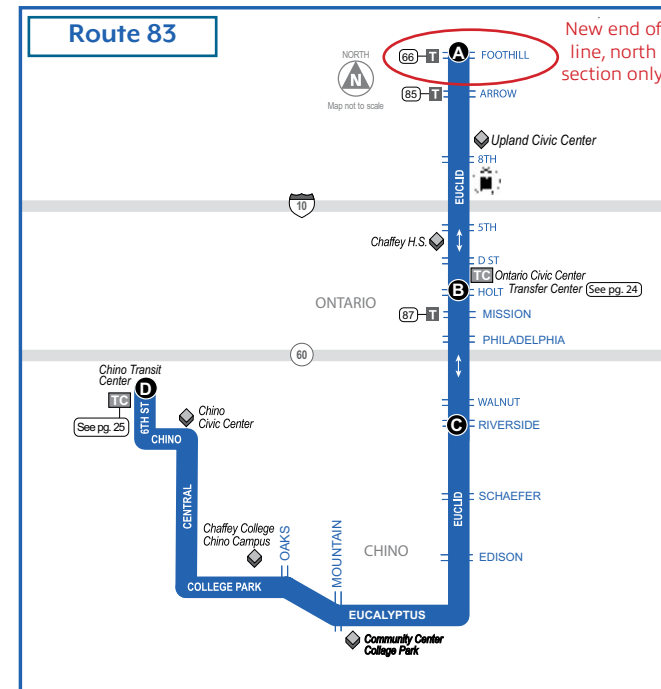 Route 83
New end of
line, north
section only
NORTH
N
Map not to scale
66
T
A
FOOTHILL
85
T
ARROW
Upland Civic Center
8TH
EUCLID
10
5TH
Chaffey H.S.
D ST
TC
Ontario Civic Center
Transfer Center
See pg. 24
B
HOLT
ONTARIO
87
T
MISSION
PHILADELPHIA
60
Chino Transit
Center
D
TC
See pg. 25
6TH ST
Chino
Civic Center
CHINO
WALNUT
C
RIVERSIDE
CENTRAL
EUCLID
SCHAEFER
Chaffey College
Chino Campus
OAKS
MOUNTAIN
CHINO
EDISON
COLLEGE PARK
EUCALYPTUS
Community Center
College Park